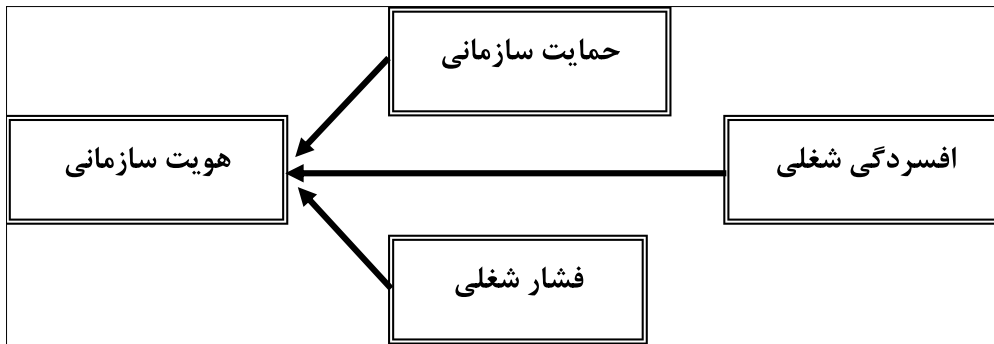 حمایت سازمانی
افسردگی شغلی
هویت سازمانی
فشار شغلی